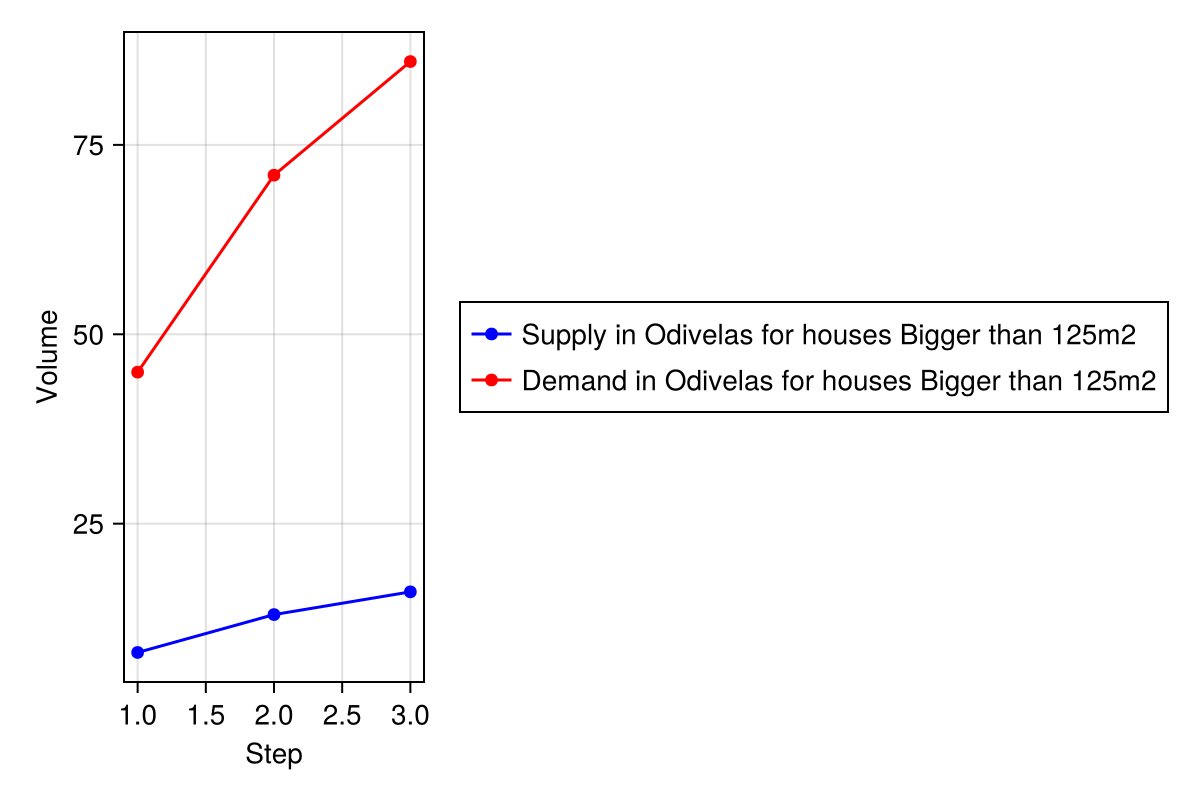 Volume
75
50
25
1.0 1.5 2.0 2.5 3.0
Step
Supply in Odivelas for houses Bigger than 125m2
Demand in Odivelas for houses Bigger than 125m2